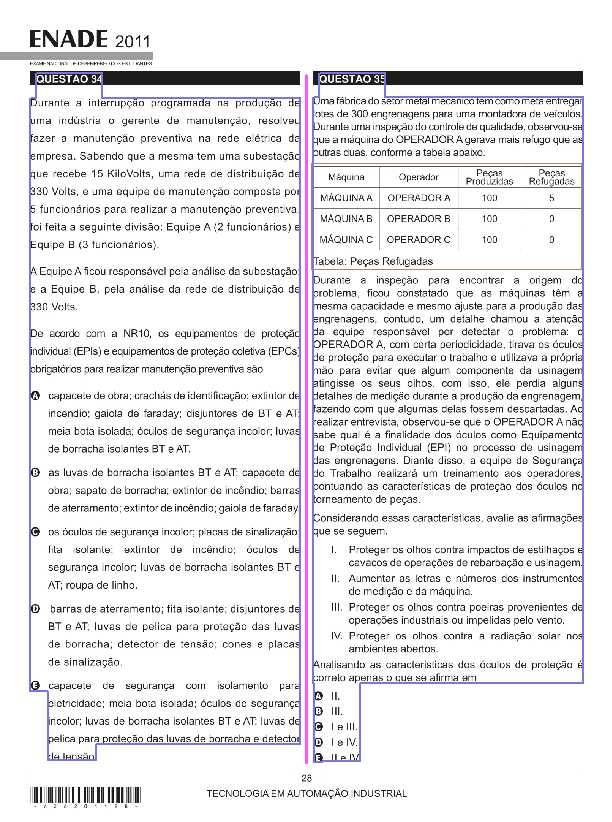 ENADE 2011
EXAME NACIONAL DE DESEMPENHO DOS ESTUDANTES
QUESTÃO 34
Durante a interrupção programada na produção de
uma indústria o gerente de manutenção, resolveu
fazer a manutenção preventiva na rede elétrica da
empresa. Sabendo que a mesma tem uma subestação
que recebe 15 KiloVolts, uma rede de distribuição de
330 Volts, e uma equipe de manutenção composta por
5 funcionários para realizar a manutenção preventiva,
foi feita a seguinte divisão: Equipe A (2 funcionários) e
Equipe B (3 funcionários).
A Equipe A ficou responsável pela análise da subestação;
e a Equipe B, pela análise da rede de distribuição de
330 Volts.
De acordo com a NR10, os equipamentos de proteção
individual (EPIs) e equipamentos de proteção coletiva (EPCs)
obrigatórios para realizar manutenção preventiva são
A capacete de obra; crachás de identificação; extintor de
incendio; gaiola de faraday; disjuntores de BT e AT;
meia bota isolada; óculos de segurança incolor; luvas
de borracha isolantes BT e AT.
B as luvas de borracha isolantes BT e AT; capacete de
obra; sapato de borracha; extintor de incêndio; barras
de aterramento; extintor de incêndio; gaiola de faraday.
C os óculos de segurança incolor; placas de sinalização;
fita isolante; extintor de incêndio; óculos de
segurança incolor; luvas de borracha isolantes BT e
AT; roupa de linho.
D barras de aterramento; fita isolante; disjuntores de
BT e AT; luvas de pelica para proteção das luvas
de borracha; detector de tensão; cones e placas
de sinalização.
E capacete de segurança com isolamento para
eletricidade; meia bota isolada; óculos de segurança
incolor; luvas de borracha isolantes BT e AT; luvas de
pelica para proteção das luvas de borracha e detector
de tensão.
QUESTÃO 35
Uma fábrica do setor metal mecânico tem como meta entregar
lotes de 300 engrenagens para uma montadora de veículos.
Durante uma inspeção do controle de qualidade, observou-se
que a máquina do OPERADOR A gerava mais refugo que as
outras duas, conforme a tabela abaixo.
Máquina Operador Peças Produzidas Peças Refugadas
MÁQUINA A OPERADOR A 100 5
MÁQUINA B OPERADOR B 100 0
MÁQUINA C OPERADOR C 100 0
Tabela: Peças Refugadas
Durante a inspeção para encontrar a origem do
problema, ficou constatado que as máquinas têm a
mesma capacidade e mesmo ajuste para a produção das
engrenagens, contudo, um detalhe chamou a atenção
da equipe responsável por detectar o problema: o
OPERADOR A, com certa periodicidade, tirava os óculos
de proteção para executar o trabalho e utilizava a própria
mão para evitar que algum componente da usinagem
atingisse os seus olhos, com isso, ele perdia alguns
detalhes de medição durante a produção da engrenagem,
fazendo com que algumas delas fossem descartadas. Ao
realizar entrevista, observou-se que o OPERADOR A não
sabe qual é a finalidade dos óculos como Equipamento
de Proteção Individual (EPI) no processo de usinagem
das engrenagens. Diante disso, a equipe de Segurança
do Trabalho realizará um treinamento aos operadores,
pontuando as características de proteção dos óculos no
torneamento de peças.
Considerando essas características, avalie as afirmações
que se seguem.
I. Proteger os olhos contra impactos de estilhaços e
cavacos de operações de rebarbação e usinagem.
II. Aumentar as letras e números dos instrumentos
de medição e da máquina.
III. Proteger os olhos contra poeiras provenientes de
operações industriais ou impelidas pelo vento.
IV. Proteger os olhos contra a radiação solar nos
ambientes abertos.
Analisando as características dos óculos de proteção é
correto apenas o que se afirma em
A II.
B III.
C I e III.
D I e IV.
E II e IV.
28
TECNOLOGIA EM AUTOMAÇÃO INDUSTRIAL